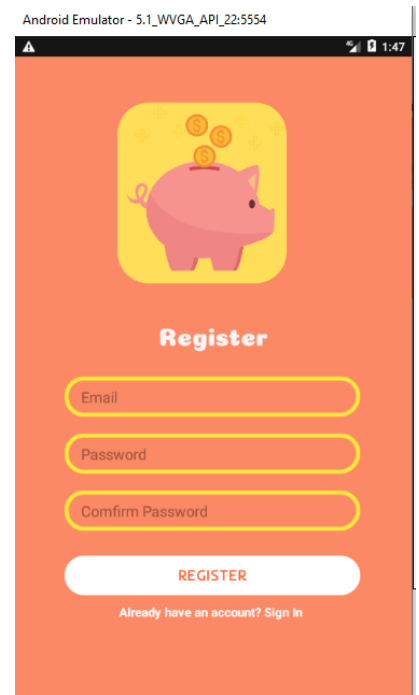 Android Emulator - 5.1_WVGA_API_22:5554
4G 1:47
Register
Email
Password
Comfirm Password
REGISTER
Already have an account? Sign In